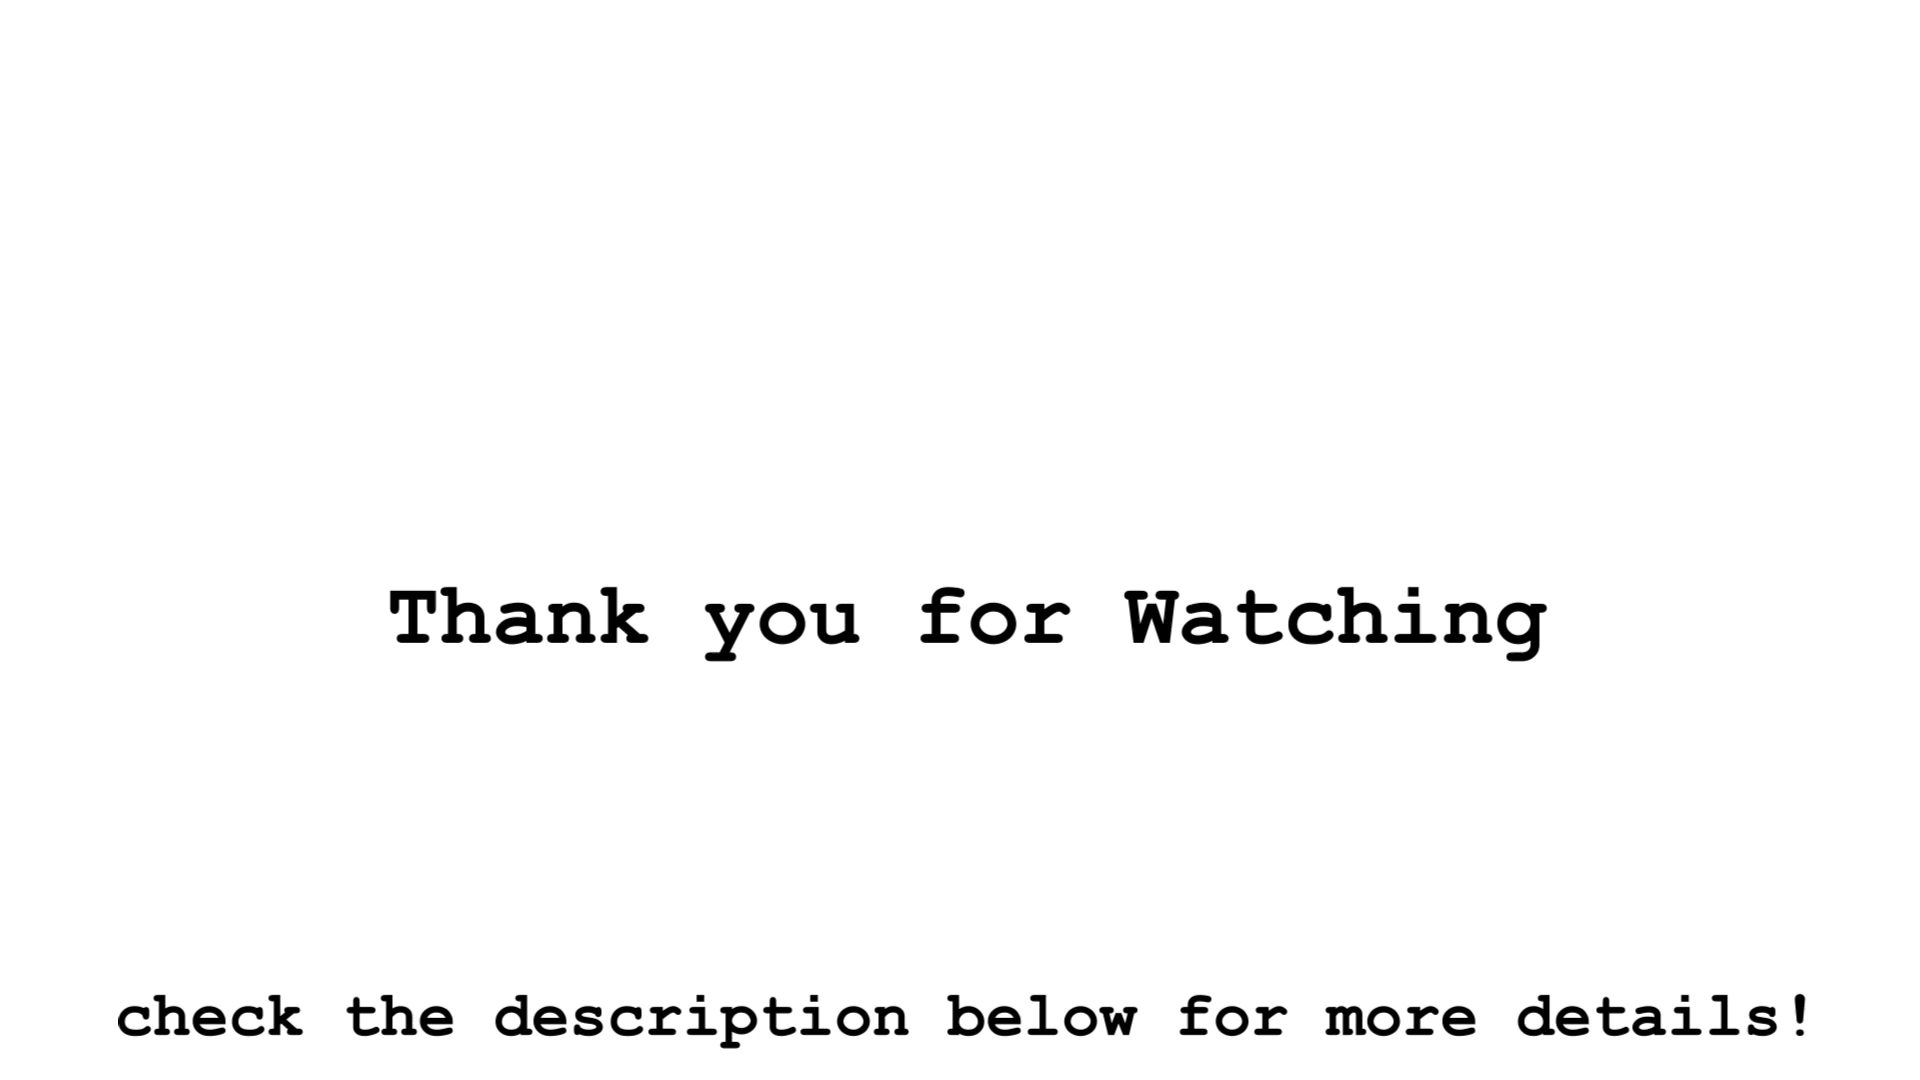 Thank you for Watching
check the description below for more details!